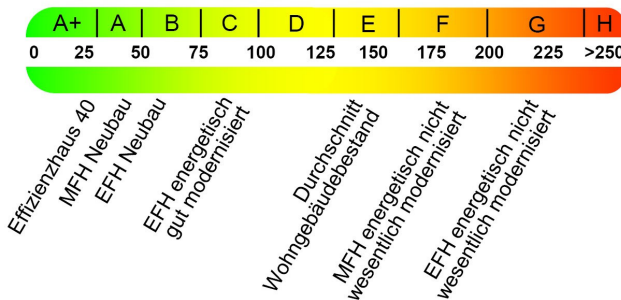 A+ A B C D E F G H
0 25 50 75 100 125 150 175 200 225 >250
Effizienzhaus 40
MFH Neubau
EFH Neubau
EFH energetisch
gut modernisiert
Durchschnitt
Wohngebäudebestand
MFH energetisch nicht
wesentlich modernisiert
EFH energetisch nicht
wesentlich modernisiert